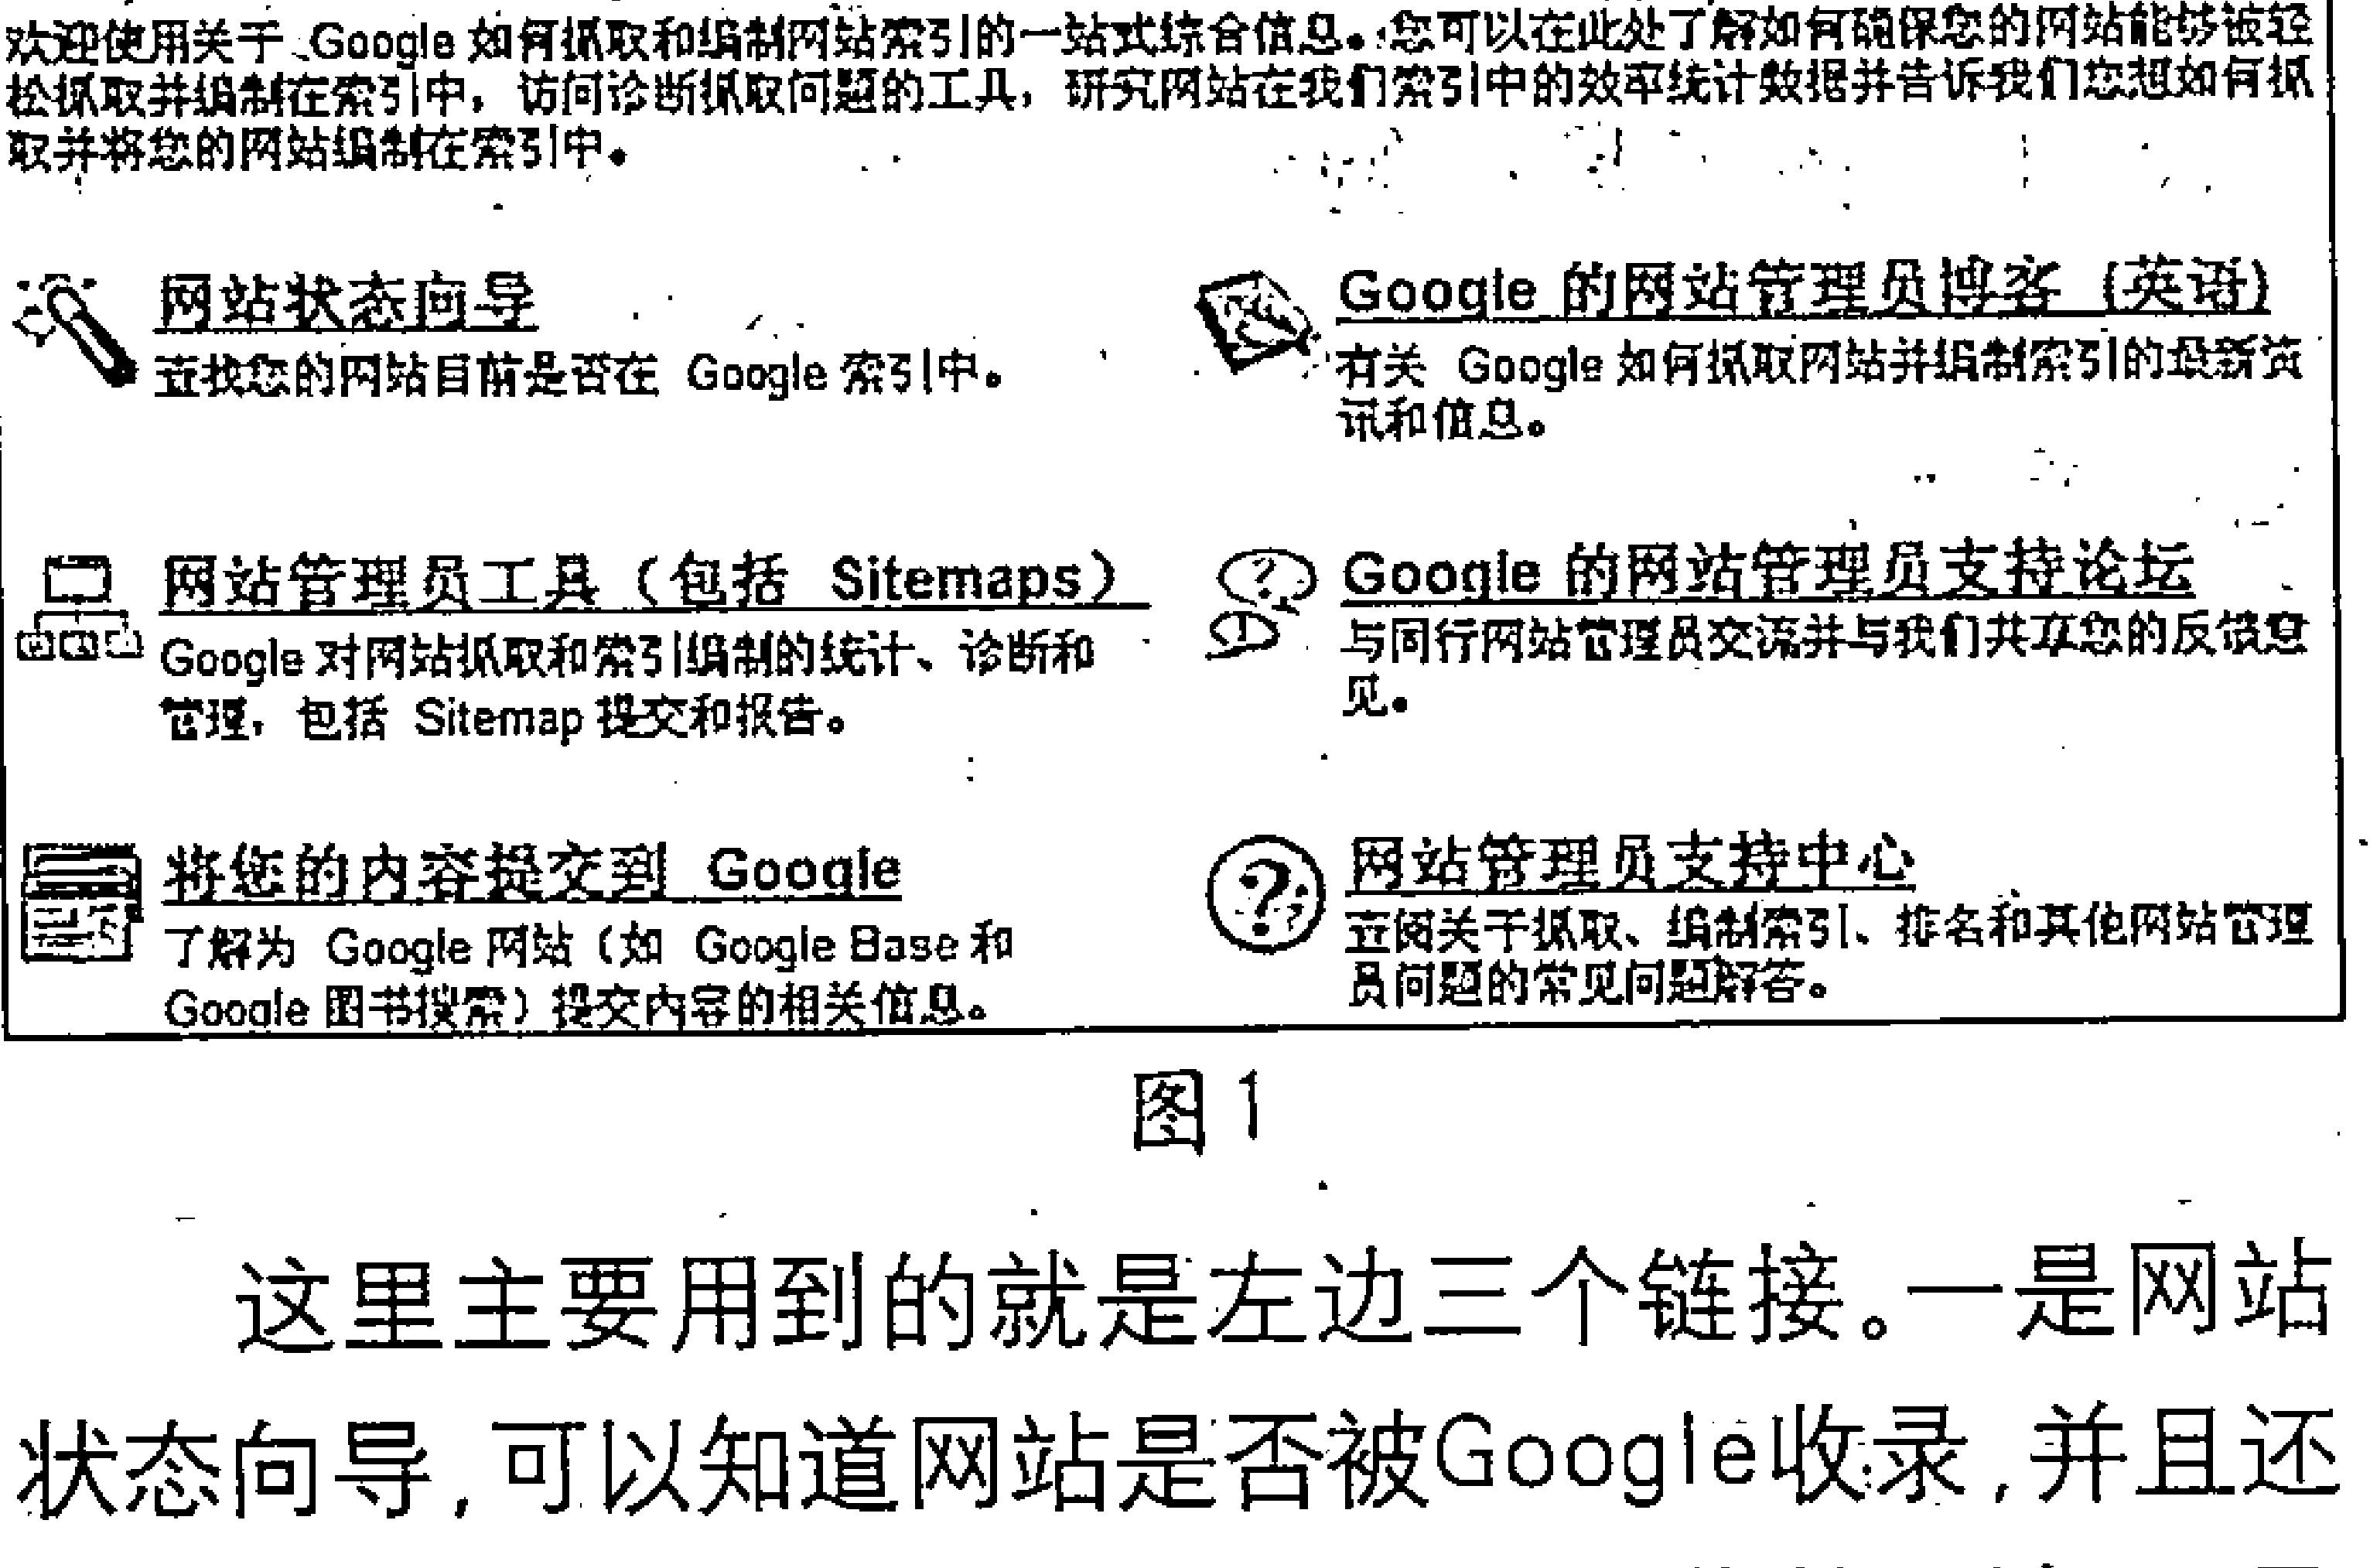 欢迎使用关于 Google 如何抓取和编制网站索引的一站式综合信息。您可以在此处了解如何确保您的网站能够被轻
松抓取并编制在索引中，访问诊断抓取问题的工具，研究网站在我们索引中的效率统计数据并告诉我们您想如何抓
取并将您的网站编制在索引中。
网站状态向导
查找您的网站目前是否在 Google 索引中。
Google 的网站管理员博客 (英语)
有关 Google 如何抓取网站并编制索引的最新资
讯和信息。
网站管理员工具（包括 Sitemaps）
Google 对网站抓取和索引编制的统计、诊断和
管理，包括 Sitemap 提交和报告。
Google 的网站管理员支持论坛
与同行网站管理员交流并与我们共享您的反馈意
见。
将您的内容提交到 Google
了解为 Google 网站（如 Google Base 和
Google 图书搜索）提交内容的相关信息。
网站管理员支持中心
查阅关于抓取、编制索引、排名和其他网站管理
员问题的常见问题解答。
图 1
这里主要用到的就是左边三个链接。一是网站
状态向导,可以知道网站是否被Google收录,并且还